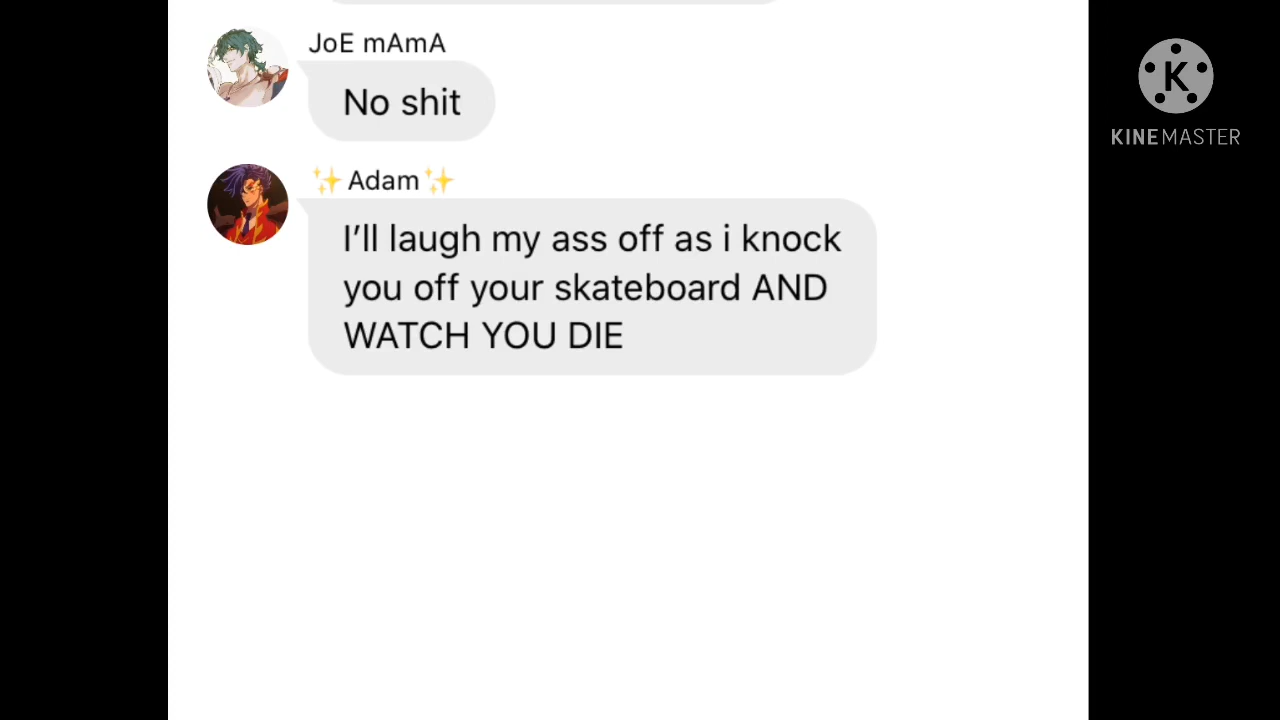 JoE mAmA
No shit
✨Adam✨
I’ll laugh my ass off as i knock
you off your skateboard AND
WATCH YOU DIE
K
KINEMASTER